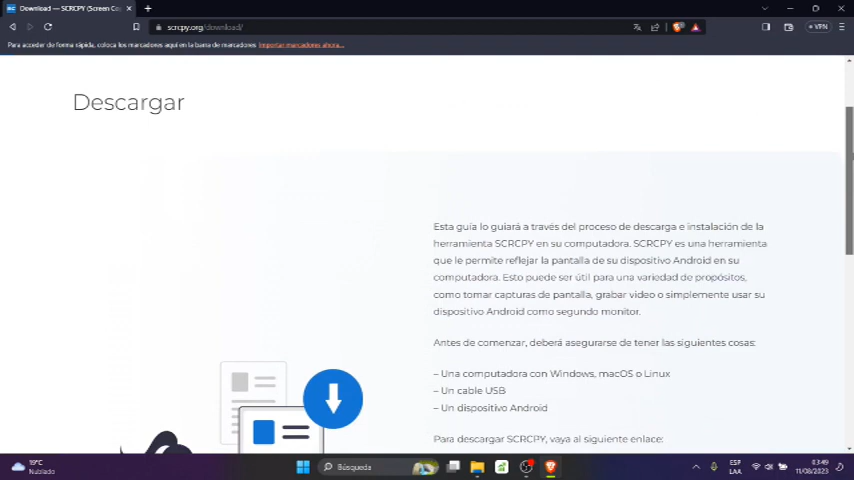 Download — SCRCPY (Screen Co
scrcpy.org/download/
VPN
Para acceder de forma rápida, coloca los marcadores aquí en la barra de marcadores Importar marcadores ahora...
Descargar
Esta guía lo guiará a través del proceso de descarga e instalación de la
herramienta SCRCPY en su computadora. SCRCPY es una herramienta
que le permite reflejar la pantalla de su dispositivo Android en su
computadora. Esto puede ser útil para una variedad de propósitos,
como tomar capturas de pantalla, grabar video o simplemente usar su
dispositivo Android como segundo monitor.
Antes de comenzar, deberá asegurarse de tener las siguientes cosas:
– Una computadora con Windows, macOS o Linux
– Un cable USB
– Un dispositivo Android
Para descargar SCRCPY, vaya al siguiente enlace:
19°C
Nublado
Búsqueda
ESP
LAA
03:49
11/08/2023